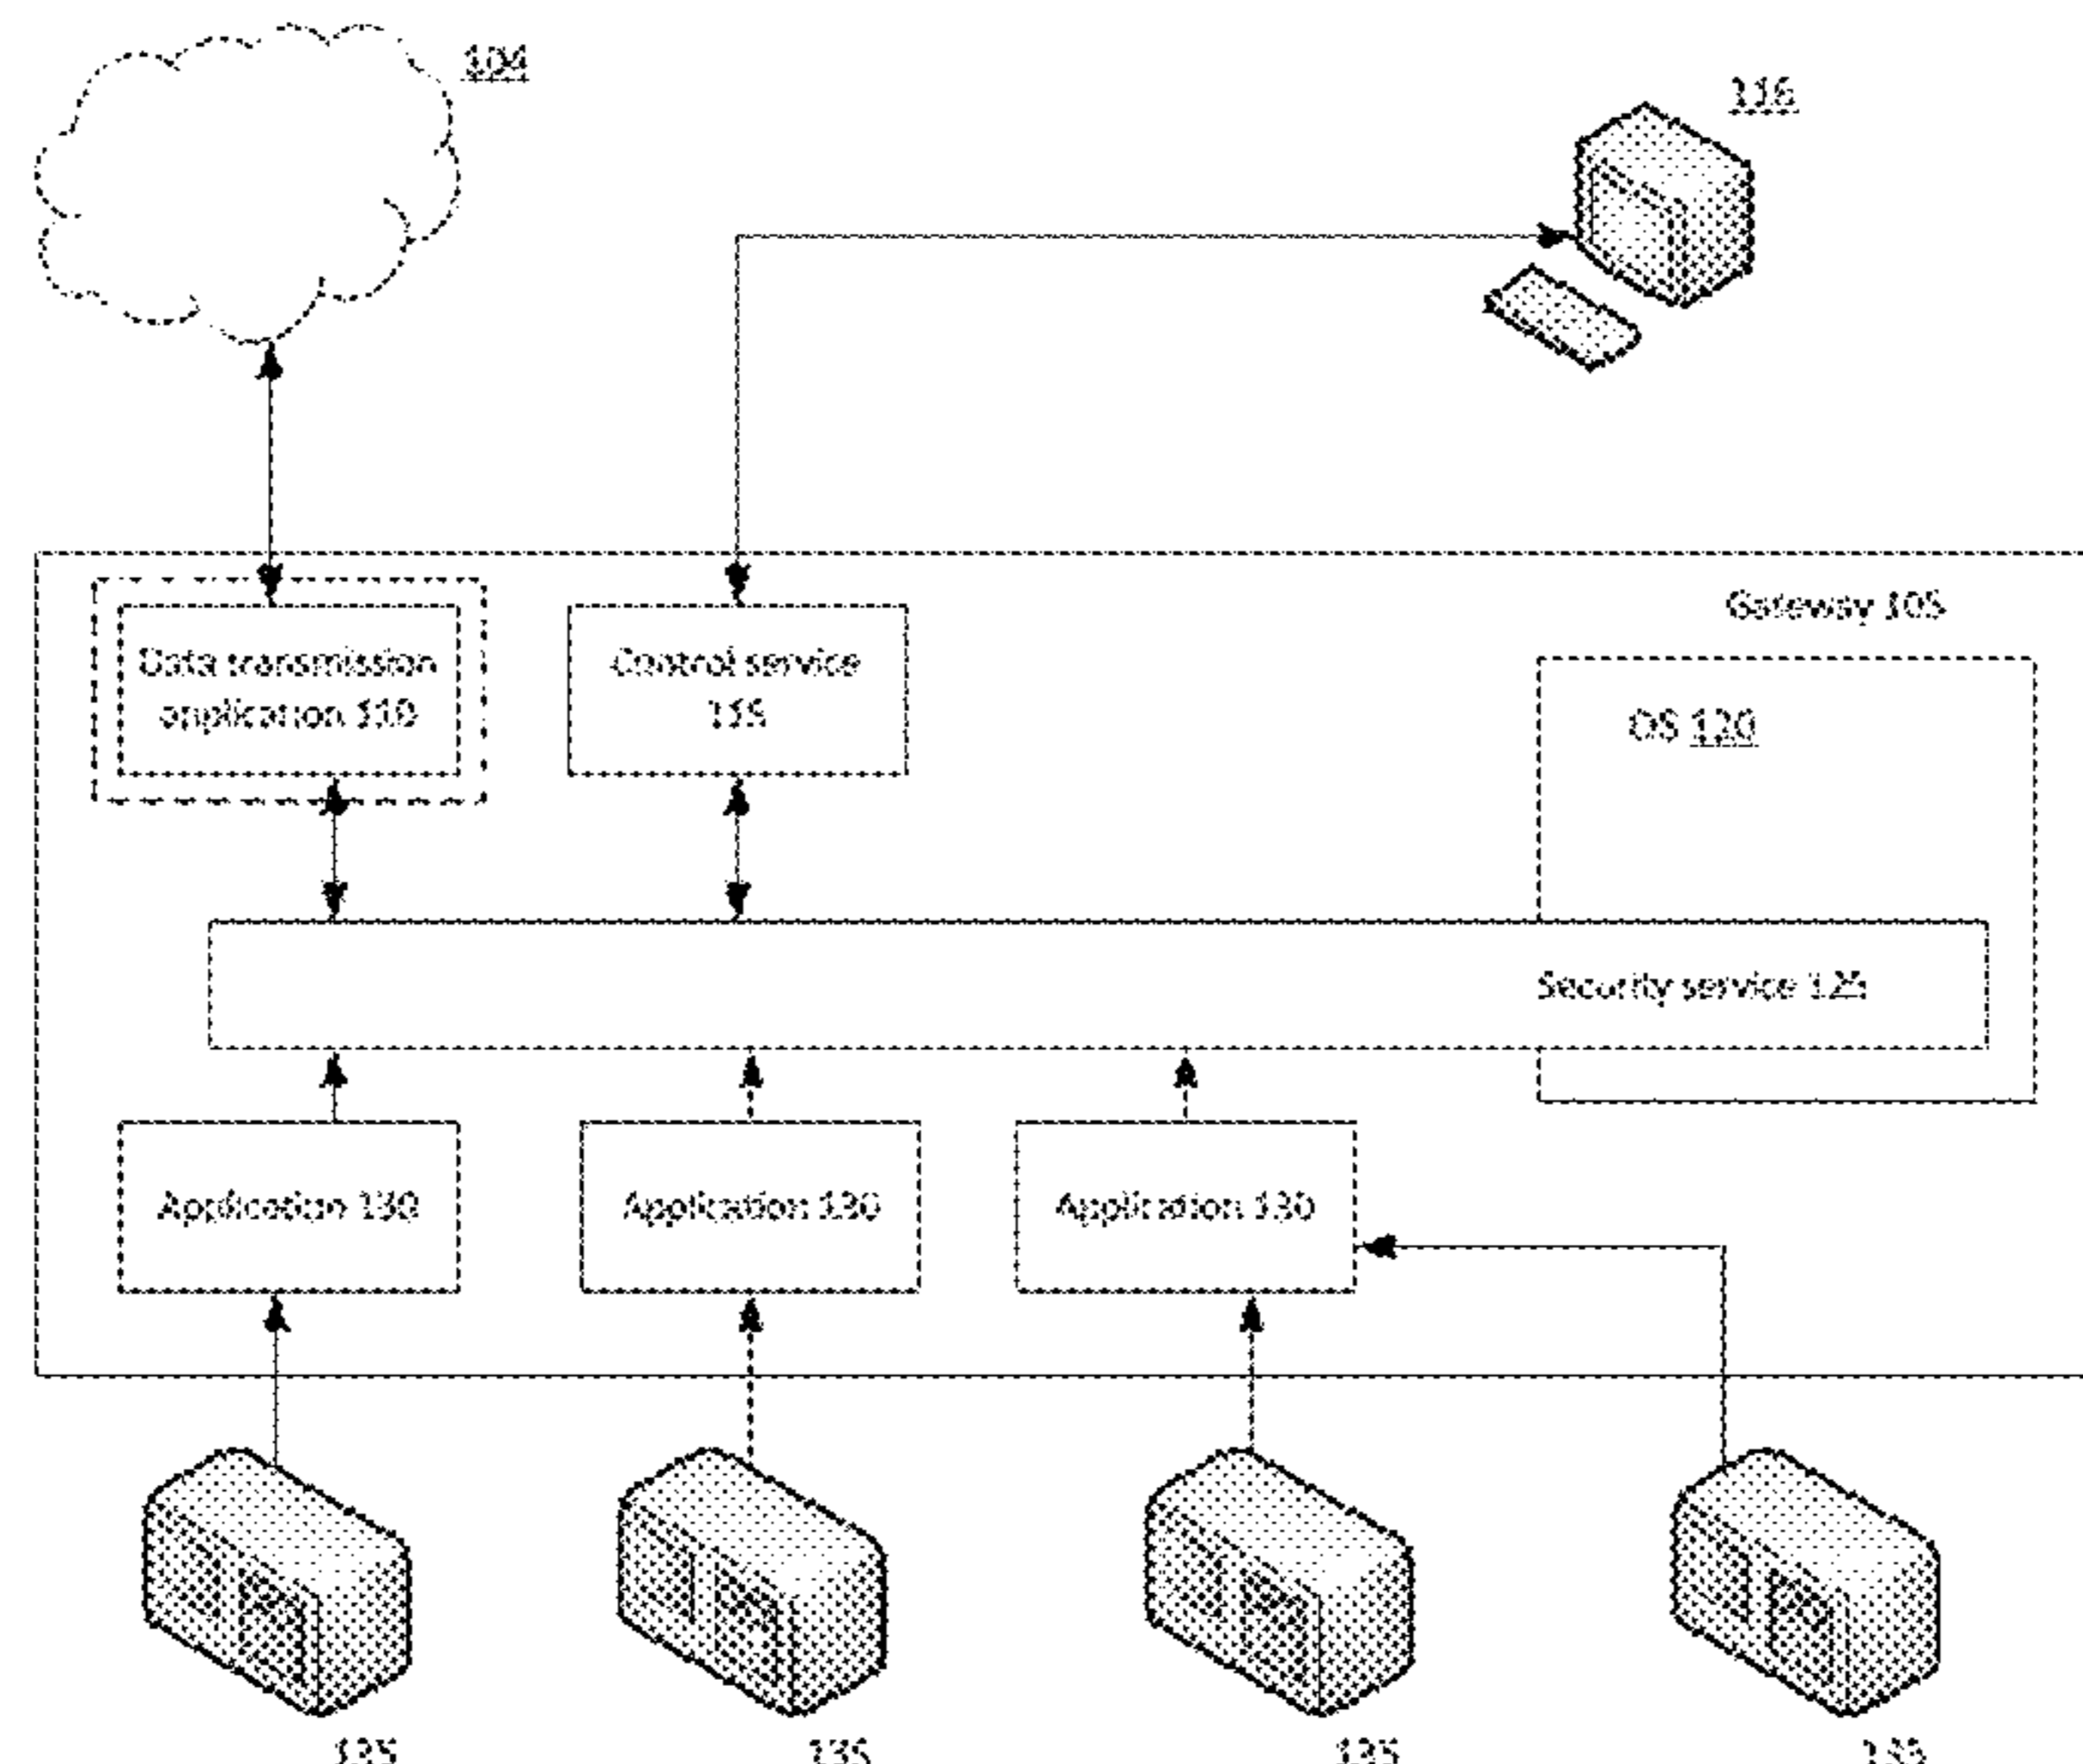 104
116
Gateway 105
Data transmission
application 110
Control service
115
OS 120
Security service 125
Application 130
Application 130
Application 130
135
135
135
135